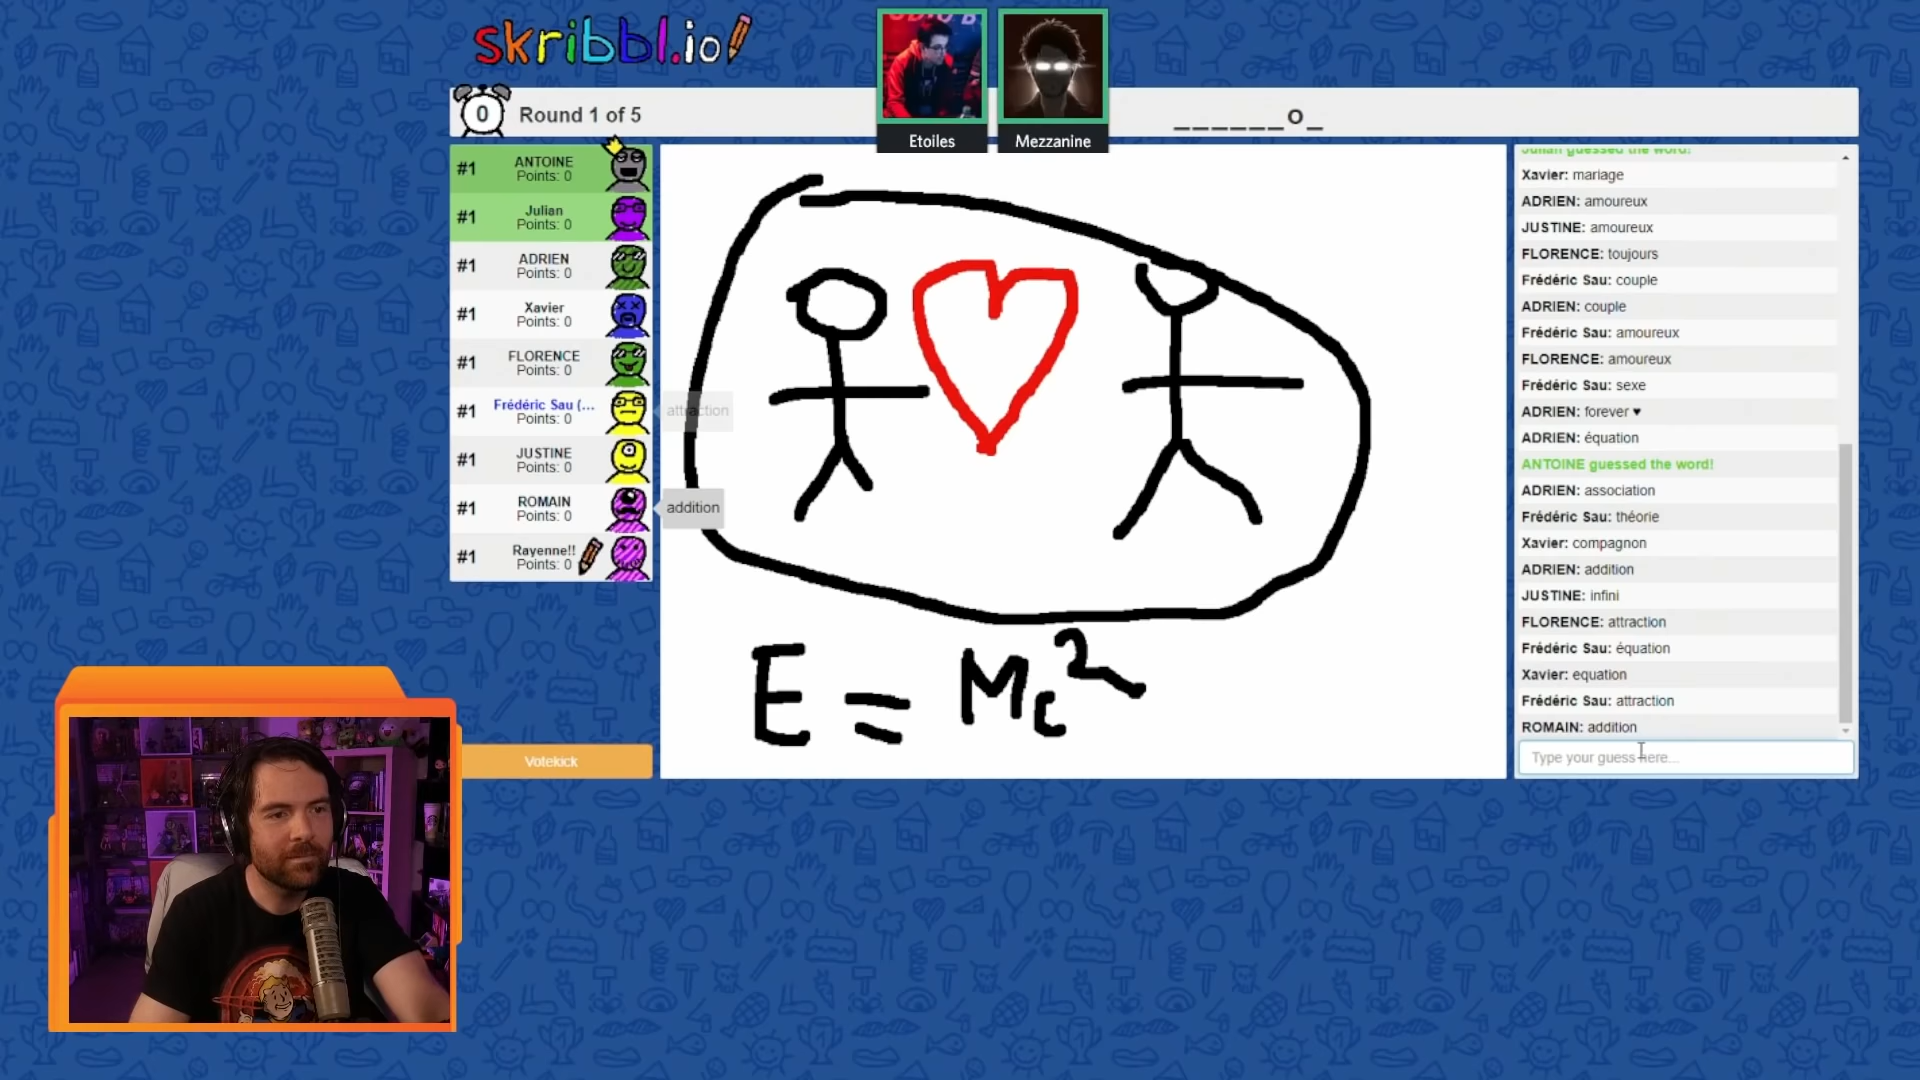 skribbl.io
0
Round 1 of 5
Etoiles
Mezzanine
______o_
#1 ANTOINE
Points: 0
#1 Julian
Points: 0
#1 ADRIEN
Points: 0
#1 Xavier
Points: 0
#1 FLORENCE
Points: 0
#1 Frédéric Sau (...
Points: 0
#1 JUSTINE
Points: 0
#1 ROMAIN
Points: 0
#1 Rayenne!!
Points: 0
attraction
addition
Votekick
E = Mc²
Julian guessed the word!
Xavier: mariage
ADRIEN: amoureux
JUSTINE: amoureux
FLORENCE: toujours
Frédéric Sau: couple
ADRIEN: couple
Frédéric Sau: amoureux
FLORENCE: amoureux
Frédéric Sau: sexe
ADRIEN: forever ♥
ADRIEN: équation
ANTOINE guessed the word!
ADRIEN: association
Frédéric Sau: théorie
Xavier: compagnon
ADRIEN: addition
JUSTINE: infini
FLORENCE: attraction
Frédéric Sau: équation
Xavier: equation
Frédéric Sau: attraction
ROMAIN: addition
Type your guess here...